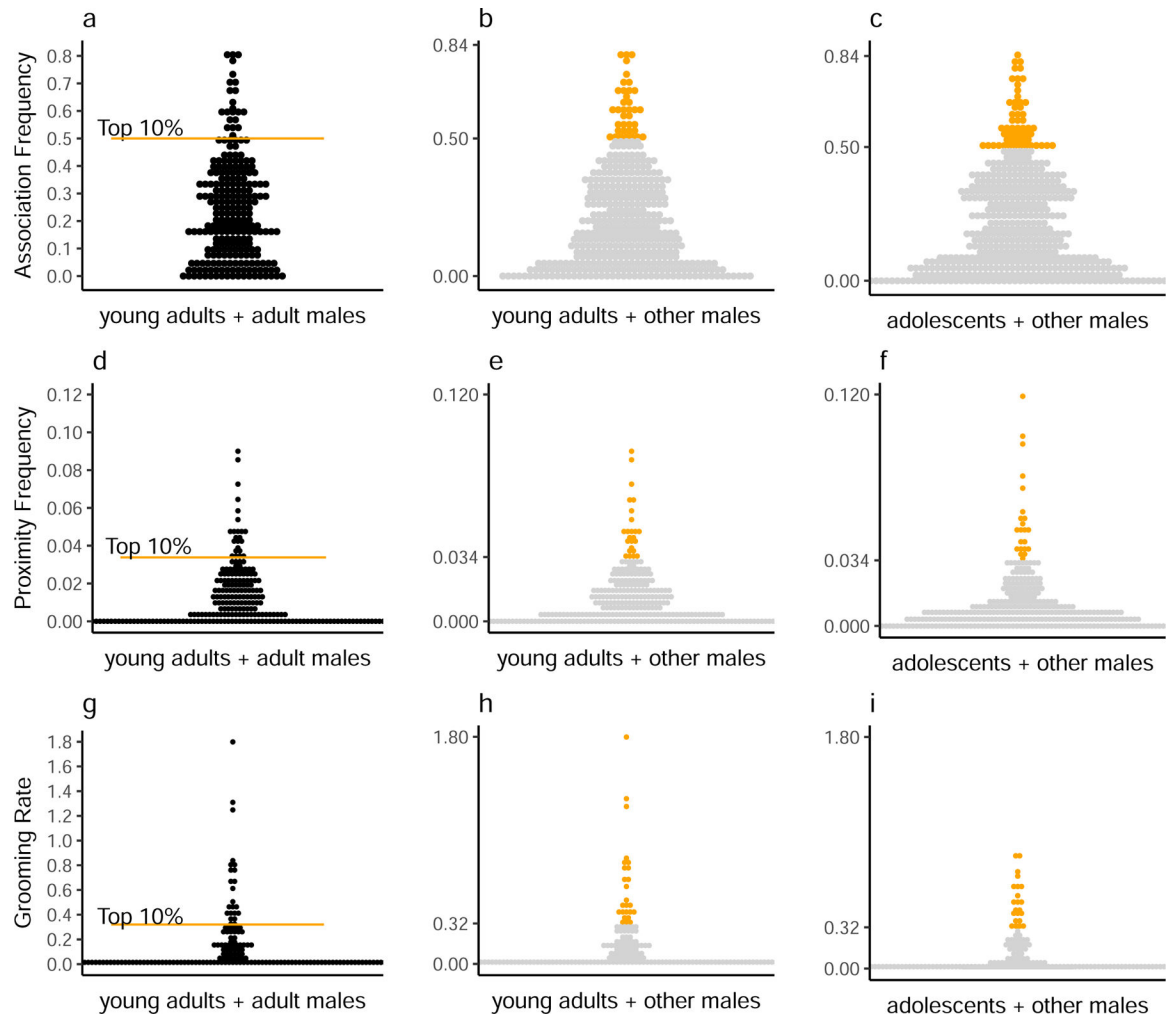 a
b
c
Association Frequency
0.8
0.7
0.6
0.5
0.4
0.3
0.2
0.1
0.0
Top 10%
young adults + adult males
0.84
0.50
0.00
young adults + other males
0.84
0.50
0.00
adolescents + other males
d
e
f
Proximity Frequency
0.12
0.10
0.08
0.06
0.04
0.02
0.00
Top 10%
young adults + adult males
0.120
0.034
0.000
young adults + other males
0.120
0.034
0.000
adolescents + other males
g
h
i
Grooming Rate
1.8
1.6
1.4
1.2
1.0
0.8
0.6
0.4
0.2
0.0
Top 10%
young adults + adult males
1.80
0.32
0.00
young adults + other males
1.80
0.32
0.00
adolescents + other males